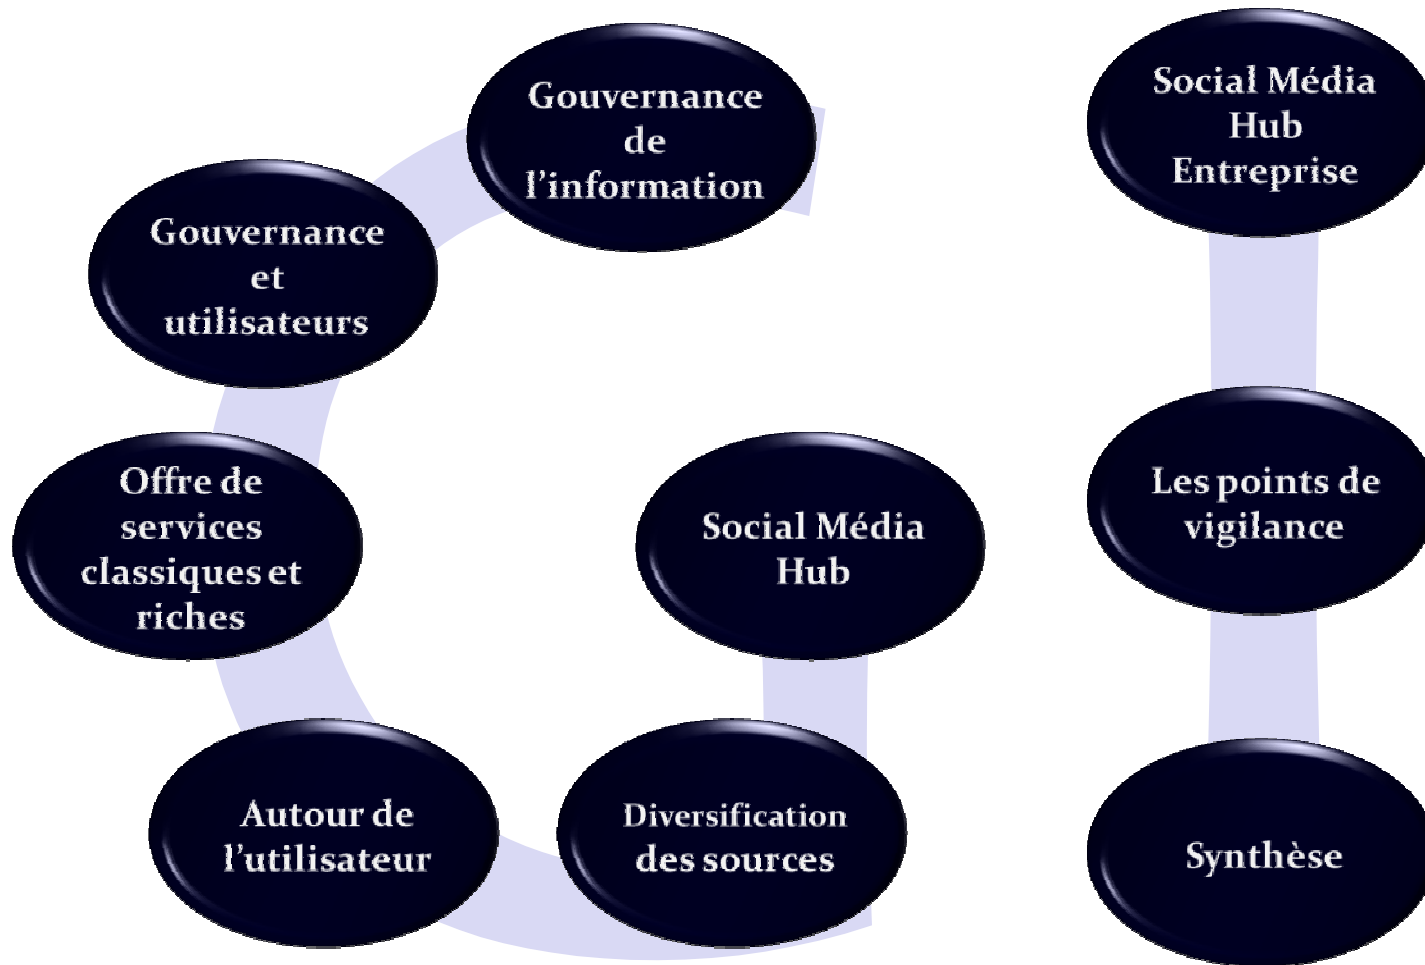 Gouvernance
de
l'information
Gouvernance
et
utilisateurs
Offre de
services
classiques et
riches
Autour de
l'utilisateur
Diversification
des sources
Social Média
Hub
Social Média
Hub
Entreprise
Les points de
vigilance
Synthèse